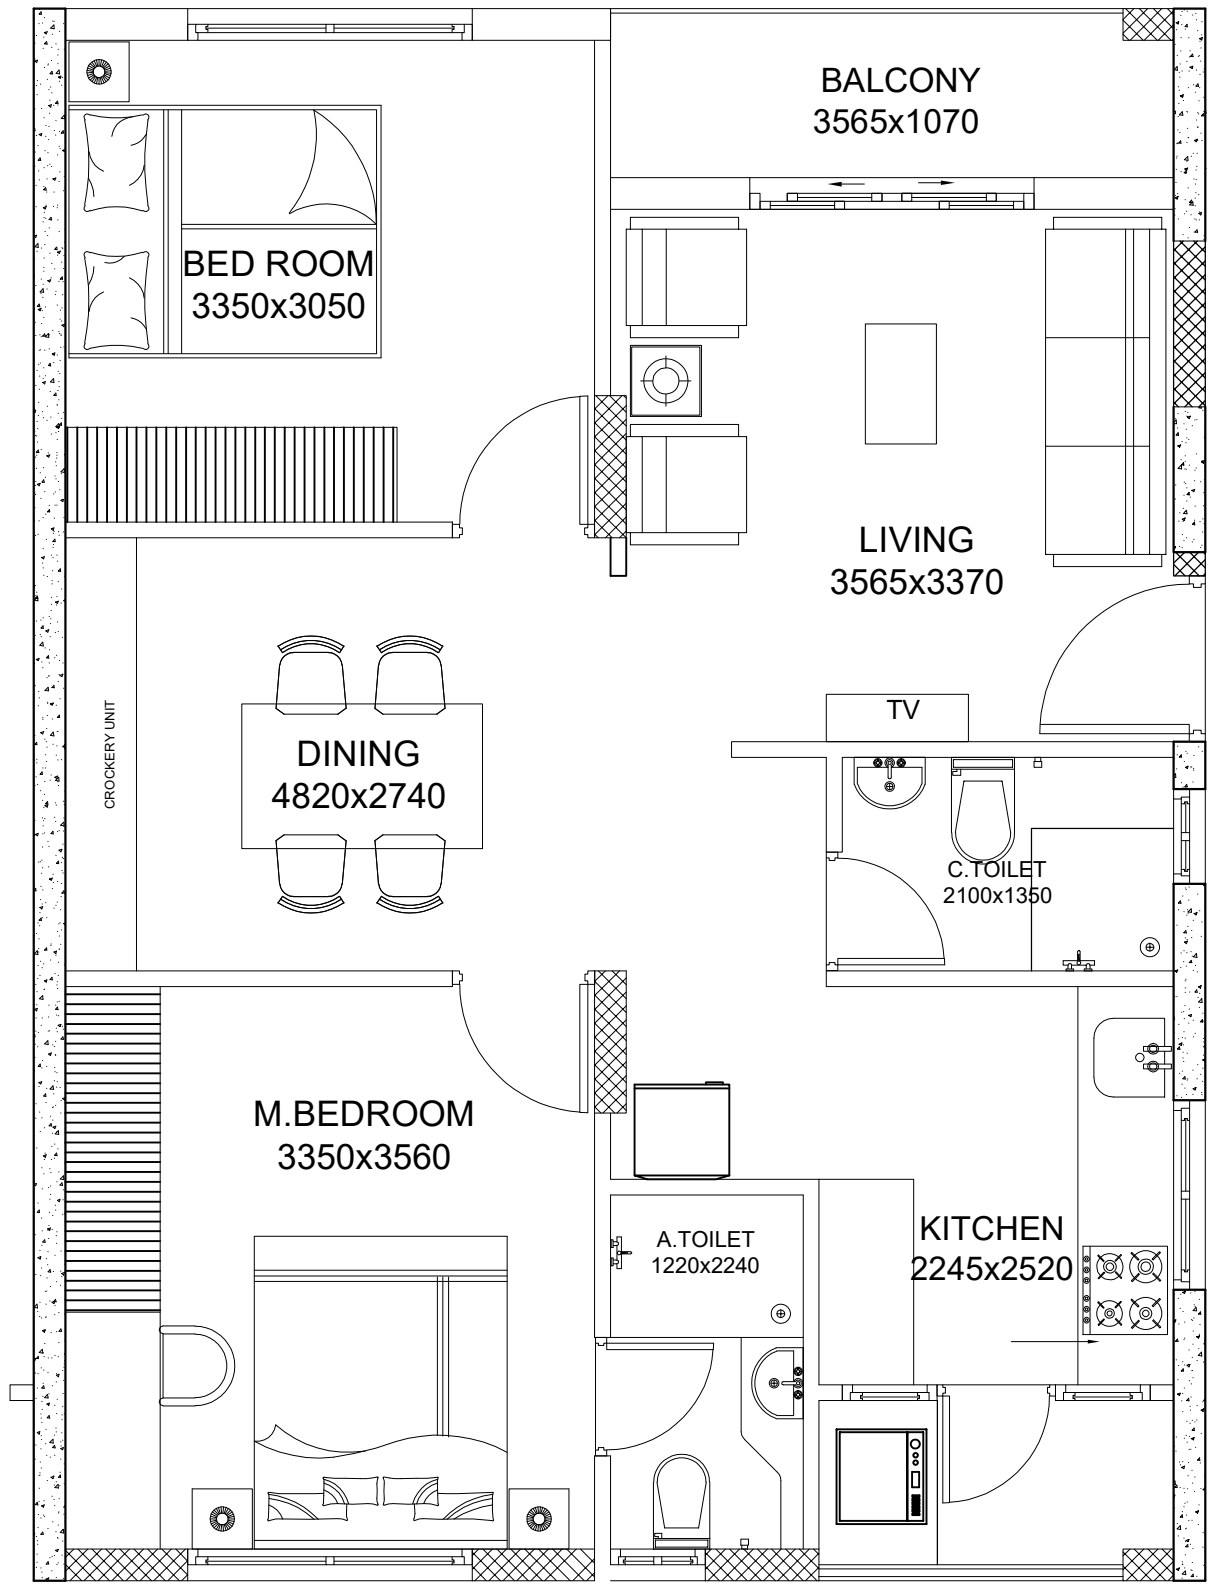 BALCONY
3565x1070
BED ROOM
3350x3050
LIVING
3565x3370
TV
CROCKERY UNIT
DINING
4820x2740
C.TOILET
2100x1350
M.BEDROOM
3350x3560
A.TOILET
1220x2240
KITCHEN
2245x2520